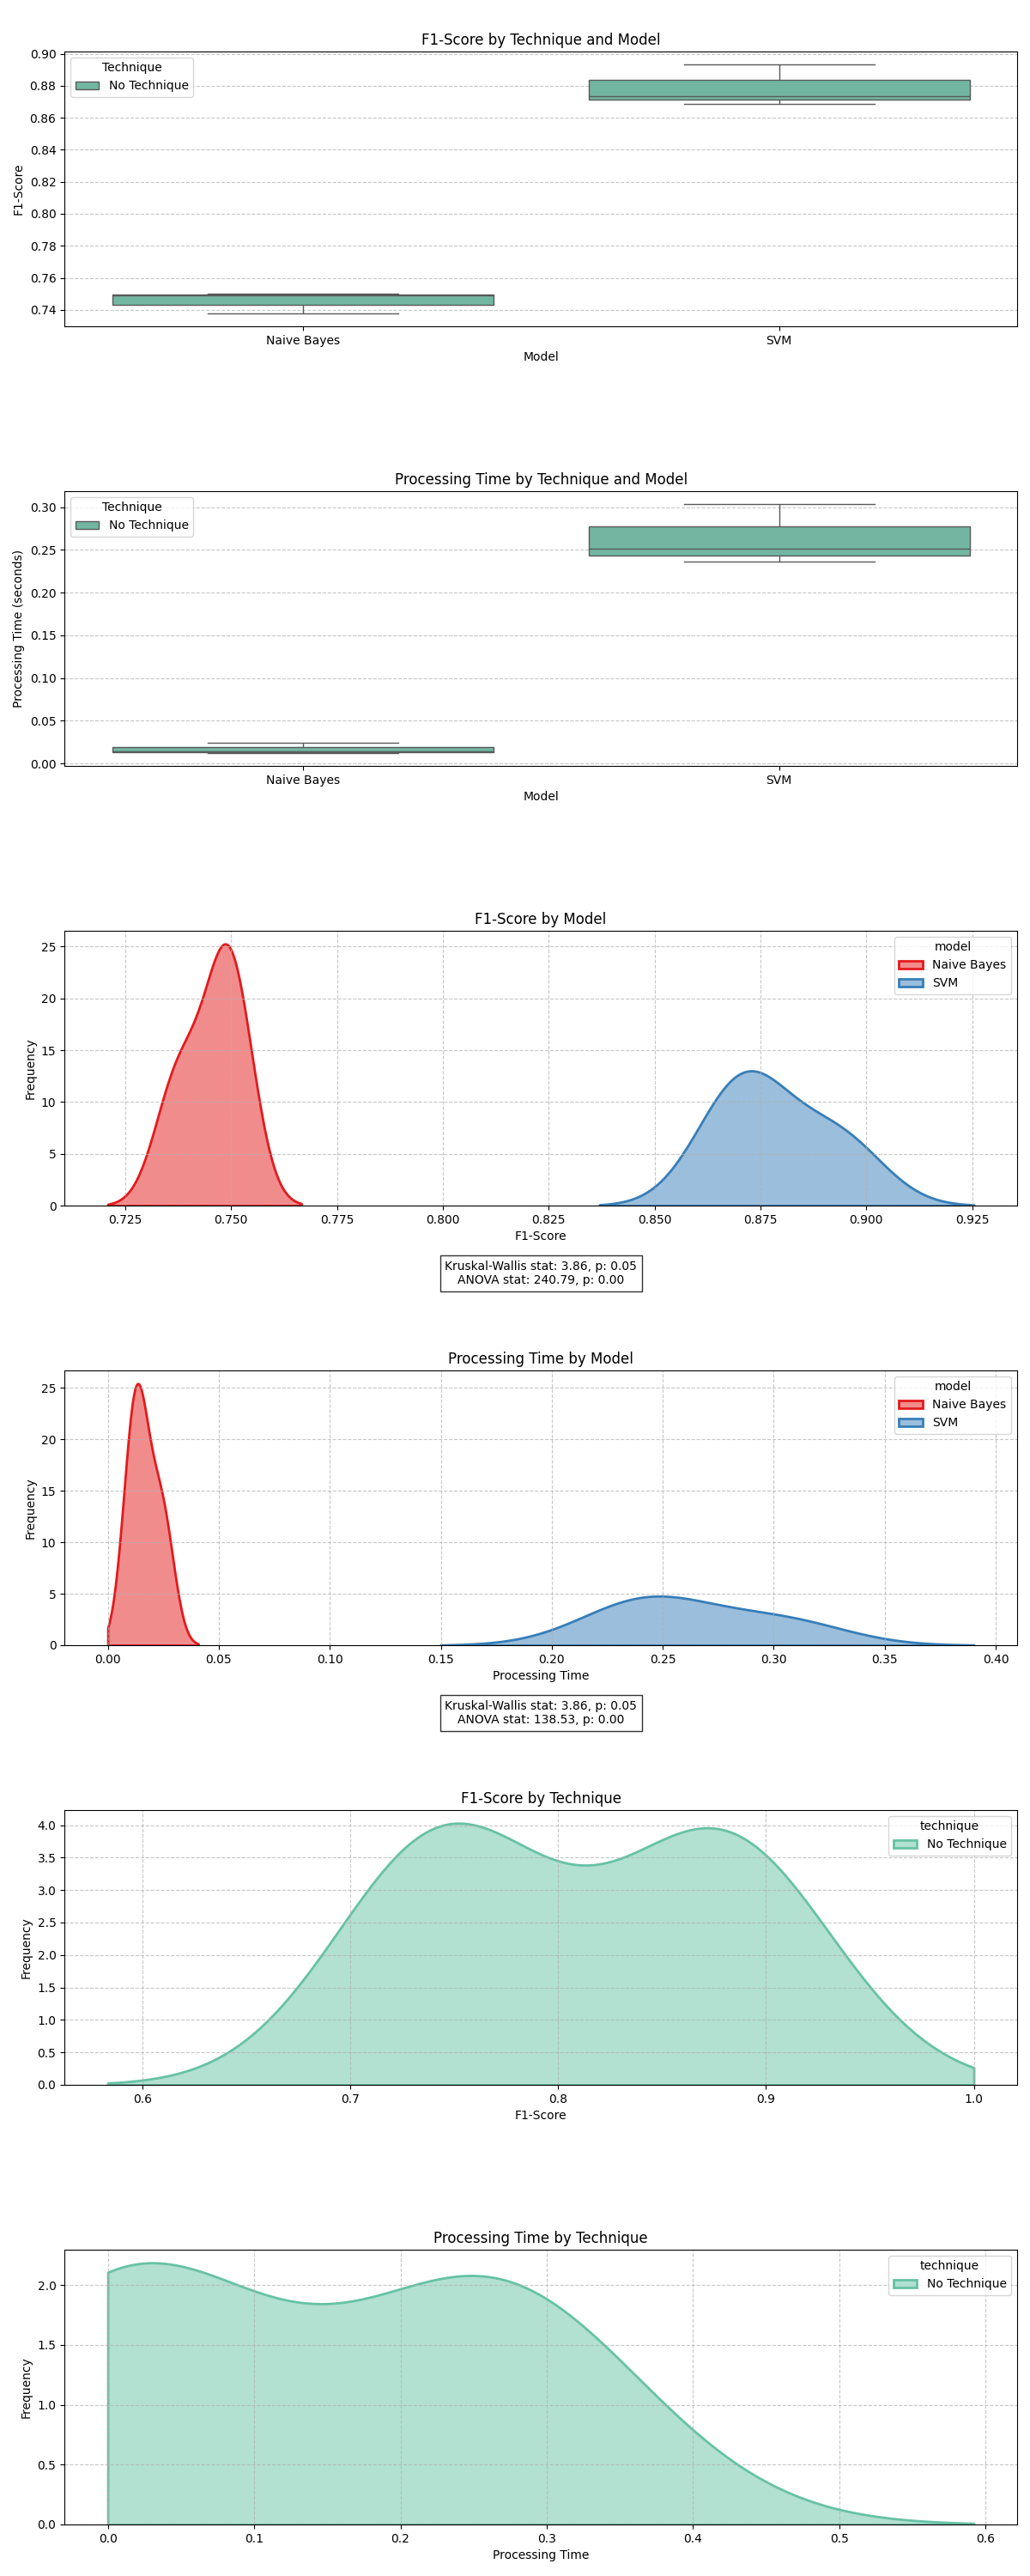 F1-Score by Technique and Model
0.90
0.88
0.86
0.84
0.82
0.80
0.78
0.76
0.74
F1-Score
Technique
No Technique
Naive Bayes
SVM
Model
Processing Time by Technique and Model
0.30
0.25
0.20
0.15
0.10
0.05
0.00
Processing Time (seconds)
Technique
No Technique
Naive Bayes
SVM
Model
F1-Score by Model
25
20
15
10
5
0
Frequency
model
Naive Bayes
SVM
0.725
0.750
0.775
0.800
0.825
0.850
0.875
0.900
0.925
F1-Score
Kruskal-Wallis stat: 3.86, p: 0.05
ANOVA stat: 240.79, p: 0.00
Processing Time by Model
25
20
15
10
5
0
Frequency
model
Naive Bayes
SVM
0.00
0.05
0.10
0.15
0.20
0.25
0.30
0.35
0.40
Processing Time
Kruskal-Wallis stat: 3.86, p: 0.05
ANOVA stat: 138.53, p: 0.00
F1-Score by Technique
4.0
3.5
3.0
2.5
2.0
1.5
1.0
0.5
0.0
Frequency
technique
No Technique
0.6
0.7
0.8
0.9
1.0
F1-Score
Processing Time by Technique
2.0
1.5
1.0
0.5
0.0
Frequency
technique
No Technique
0.0
0.1
0.2
0.3
0.4
0.5
0.6
Processing Time